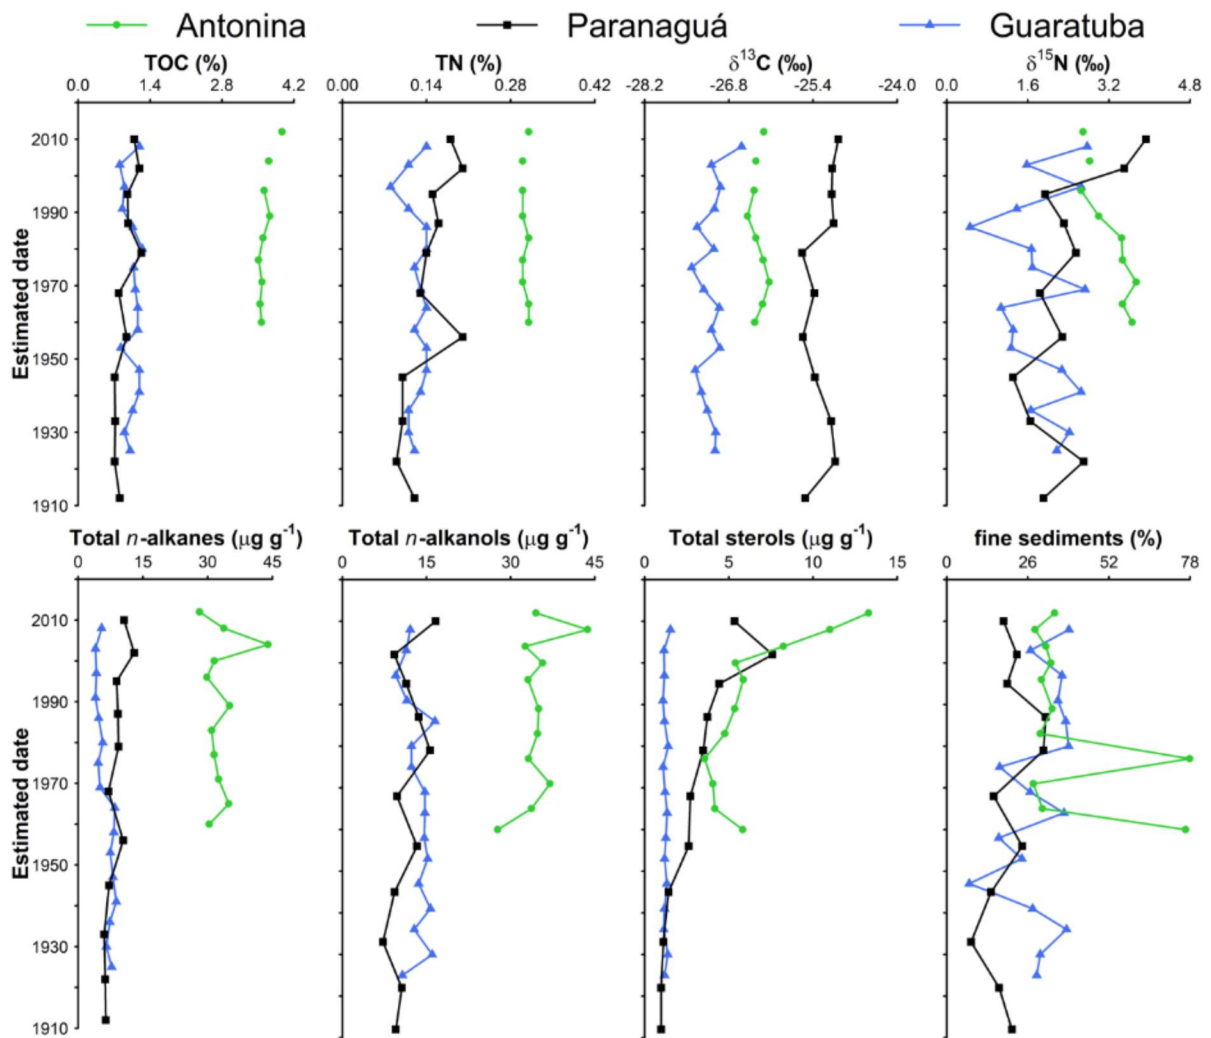 Antonina Paranaguá Guaratuba
TOC (%) TN (%) δ¹³C (‰) δ¹⁵N (‰)
0.0 1.4 2.8 4.2 0.00 0.14 0.28 0.42 -28.2 -26.8 -25.4 -24.0 0.0 1.6 3.2 4.8
Estimated date
2010
1990
1970
1950
1930
1910
Total n-alkanes (μg g⁻¹) Total n-alkanols (μg g⁻¹) Total sterols (μg g⁻¹) fine sediments (%)
0 15 30 45 0 15 30 45 0 5 10 15 0 26 52 78
Estimated date
2010
1990
1970
1950
1930
1910